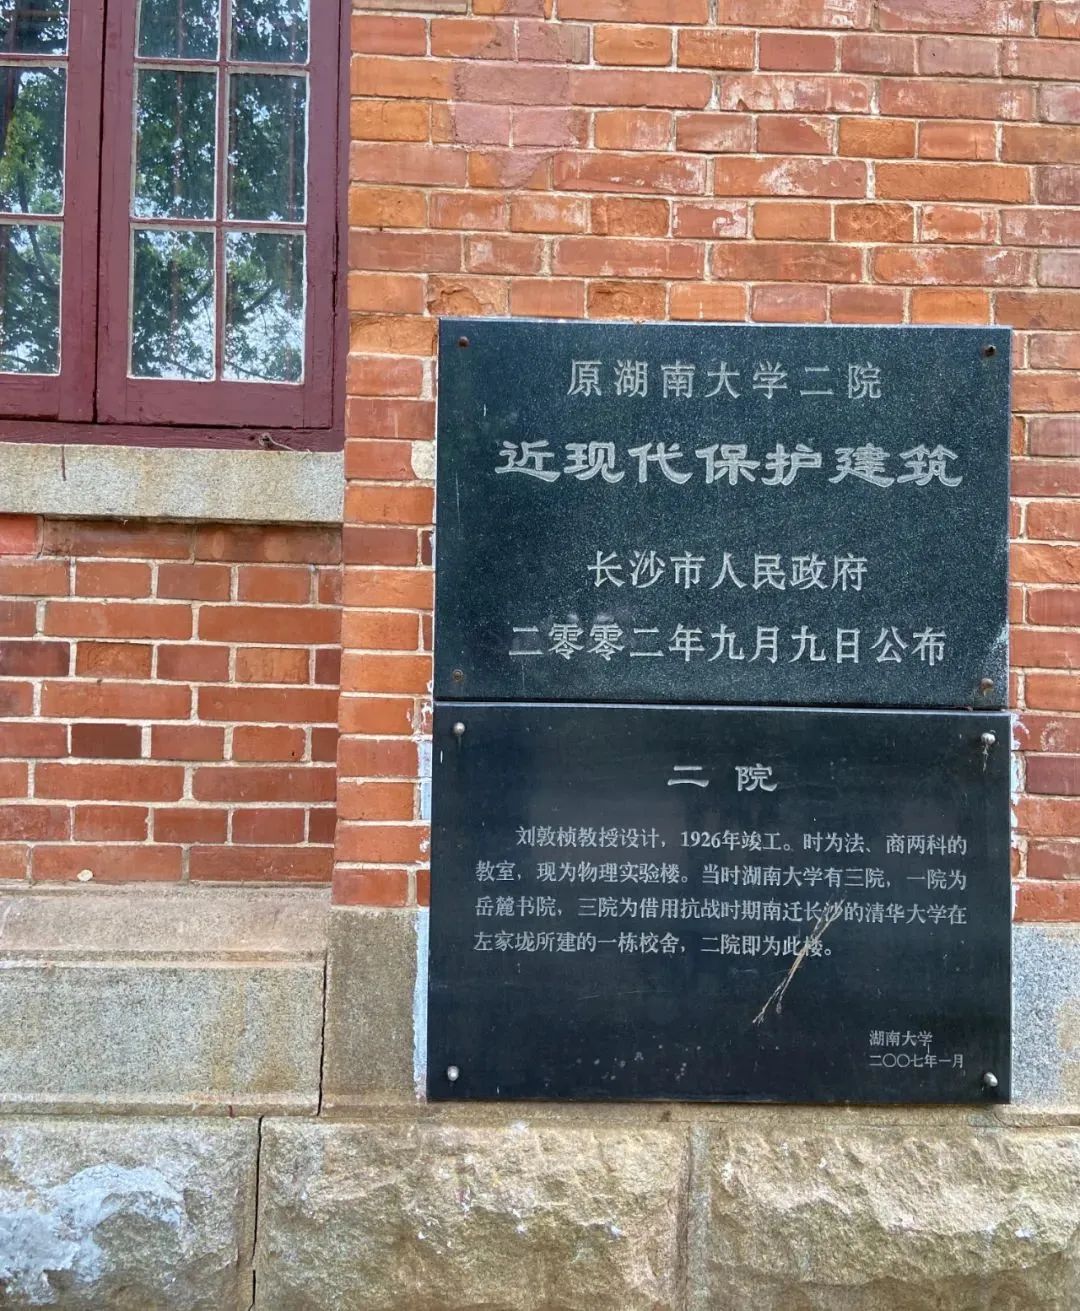 原湖南大学二院
近现代保护建筑
长沙市人民政府
二零零二年九月九日公布
二 院
刘敦桢教授设计，1926年竣工。时为法、商两科的
教室，现为物理实验楼。当时湖南大学有三院，一院为
岳麓书院，三院为借用抗战时期南迁长沙的清华大学在
左家垅所建的一栋校舍，二院即为此楼。
湖南大学
二〇〇七年一月